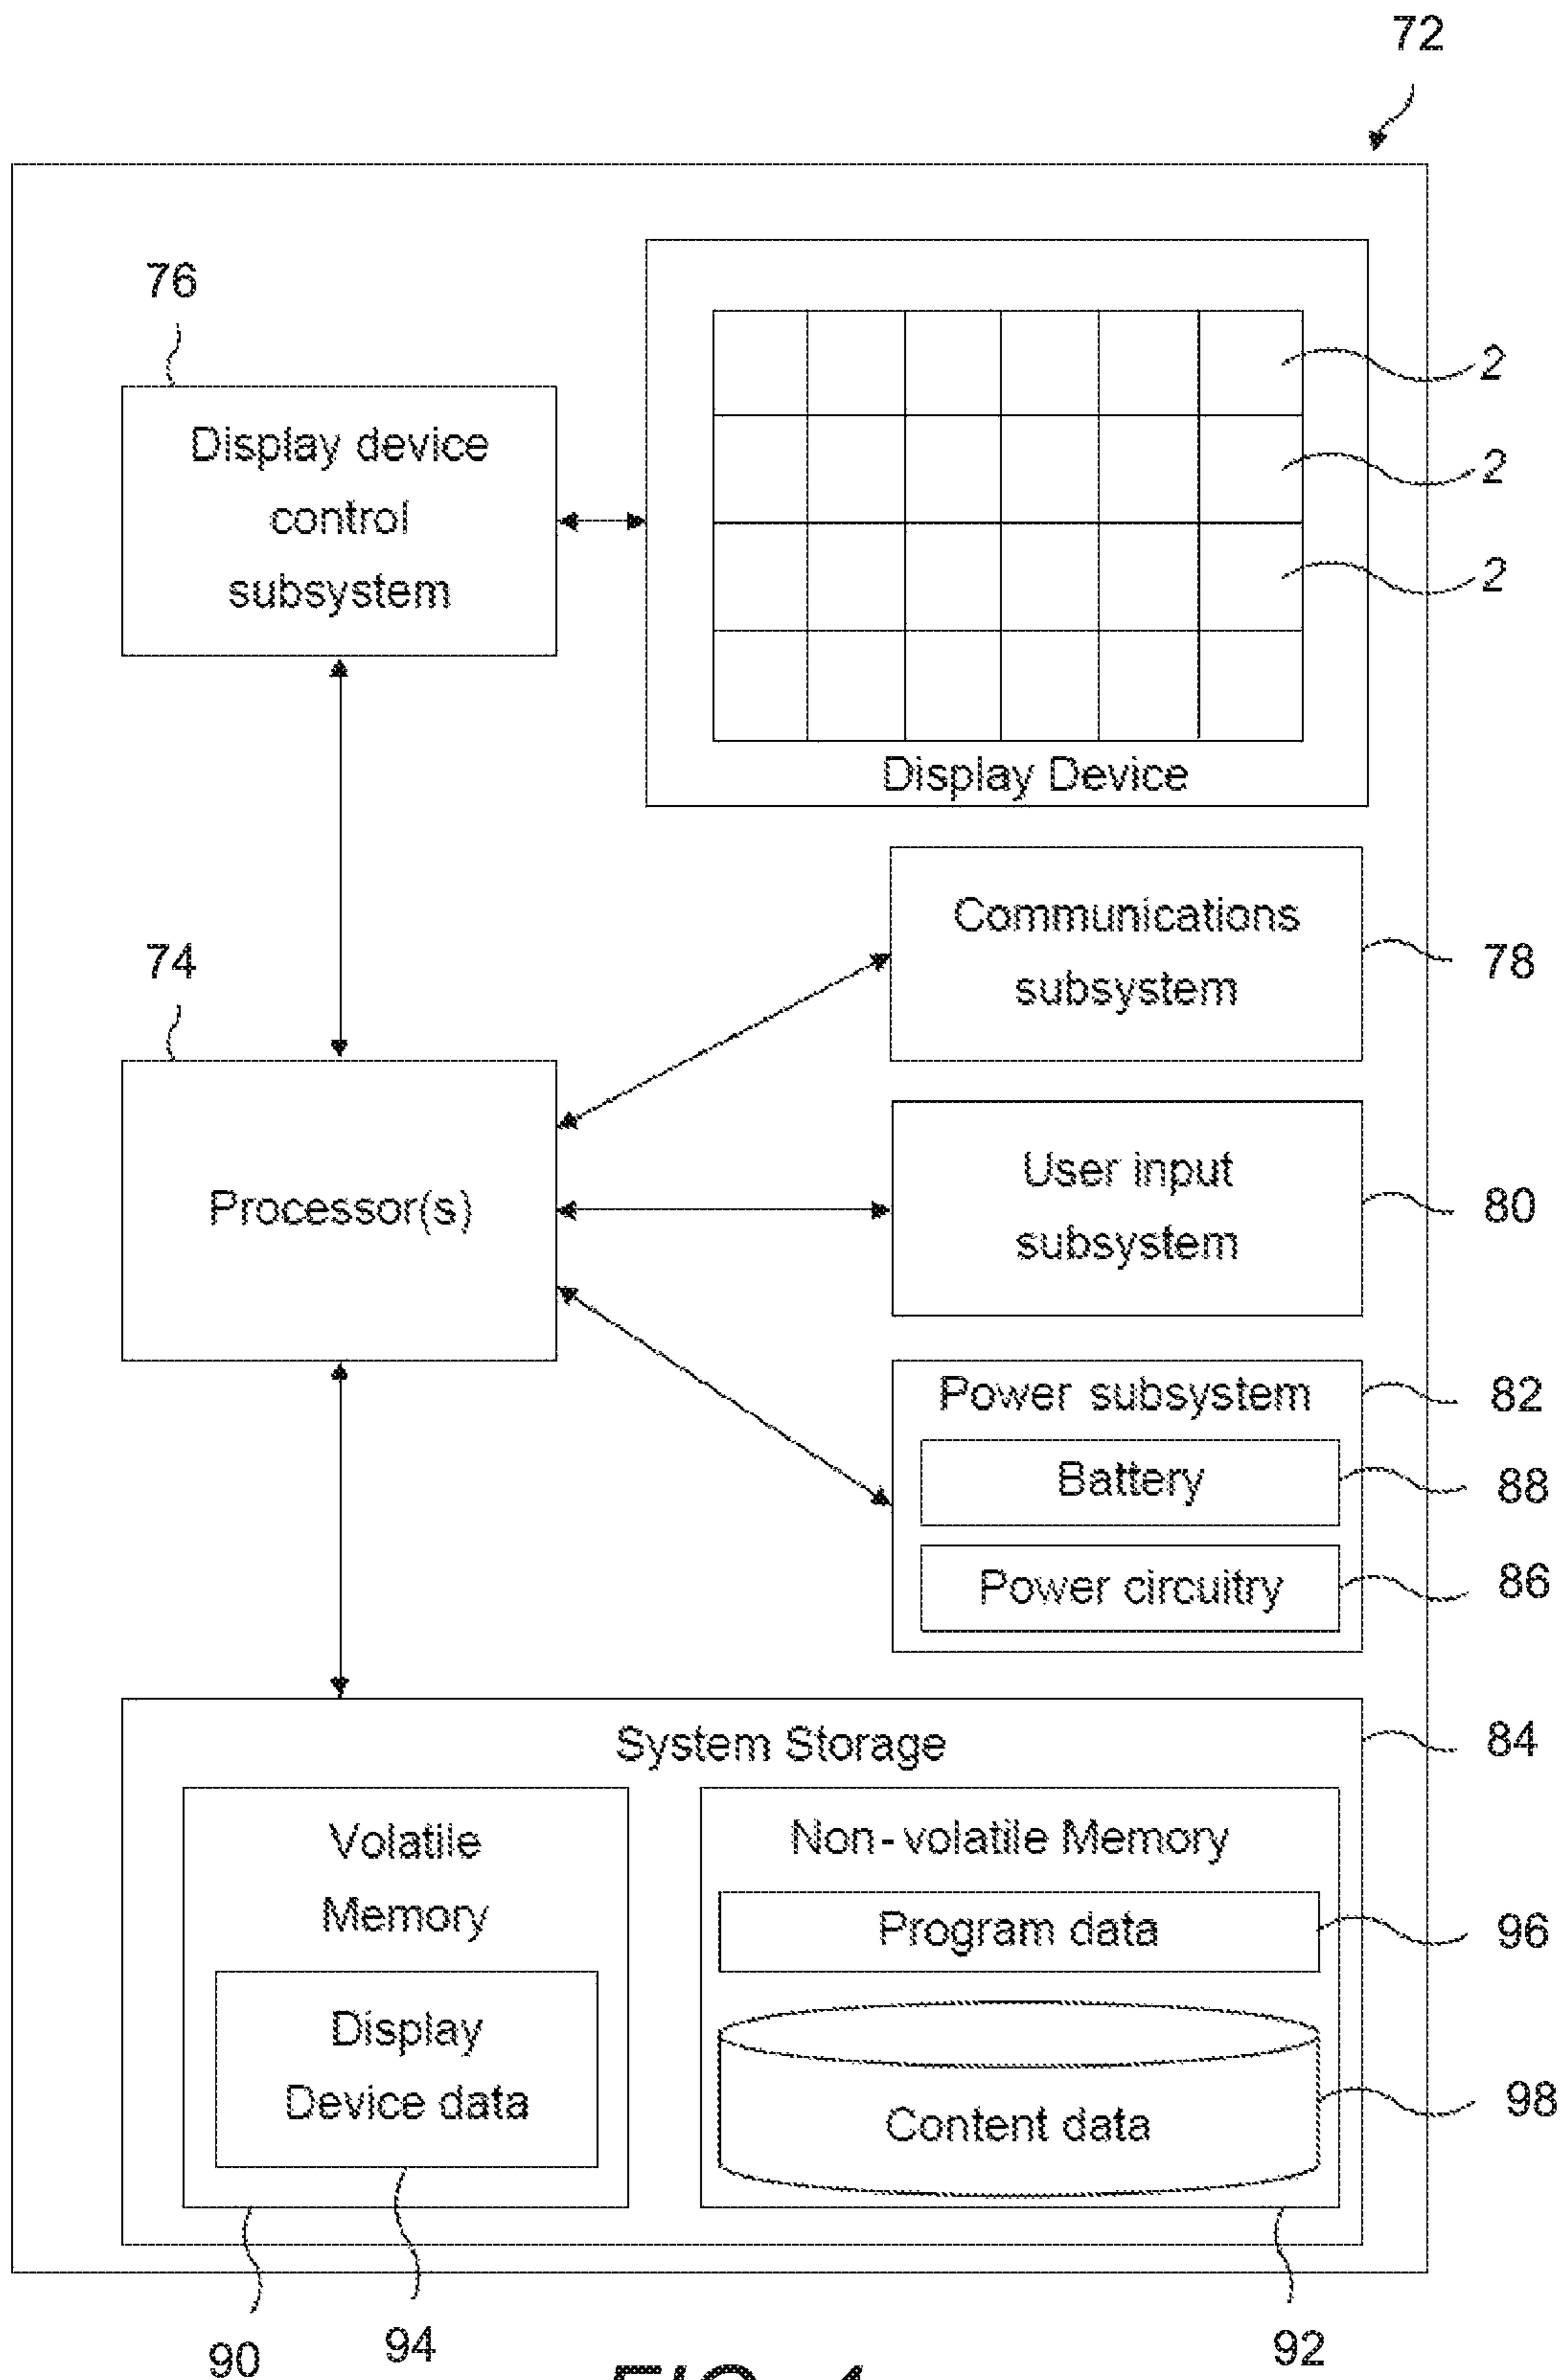 72
76
Display device
control
subsystem
2
2
2
Display Device
Communications
subsystem
78
74
Processor(s)
User input
subsystem
80
Power subsystem
82
Battery
88
Power circuitry
86
System Storage
84
Volatile
Memory
Non-volatile Memory
Program data
96
Display
Device data
Content data
98
90
94
92